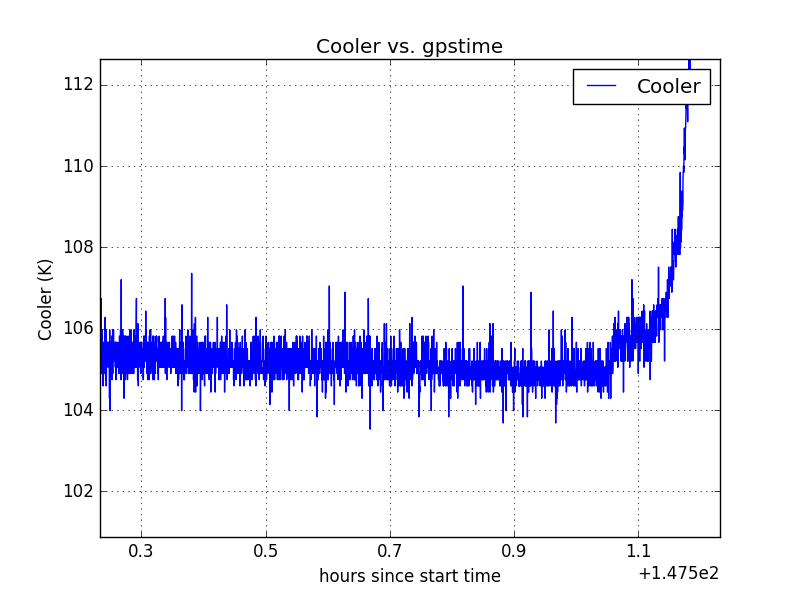 Cooler vs. gpstime
Cooler
112
110
108
106
104
102
Cooler (K)
0.3 0.5 0.7 0.9 1.1
hours since start time
+1.475e2